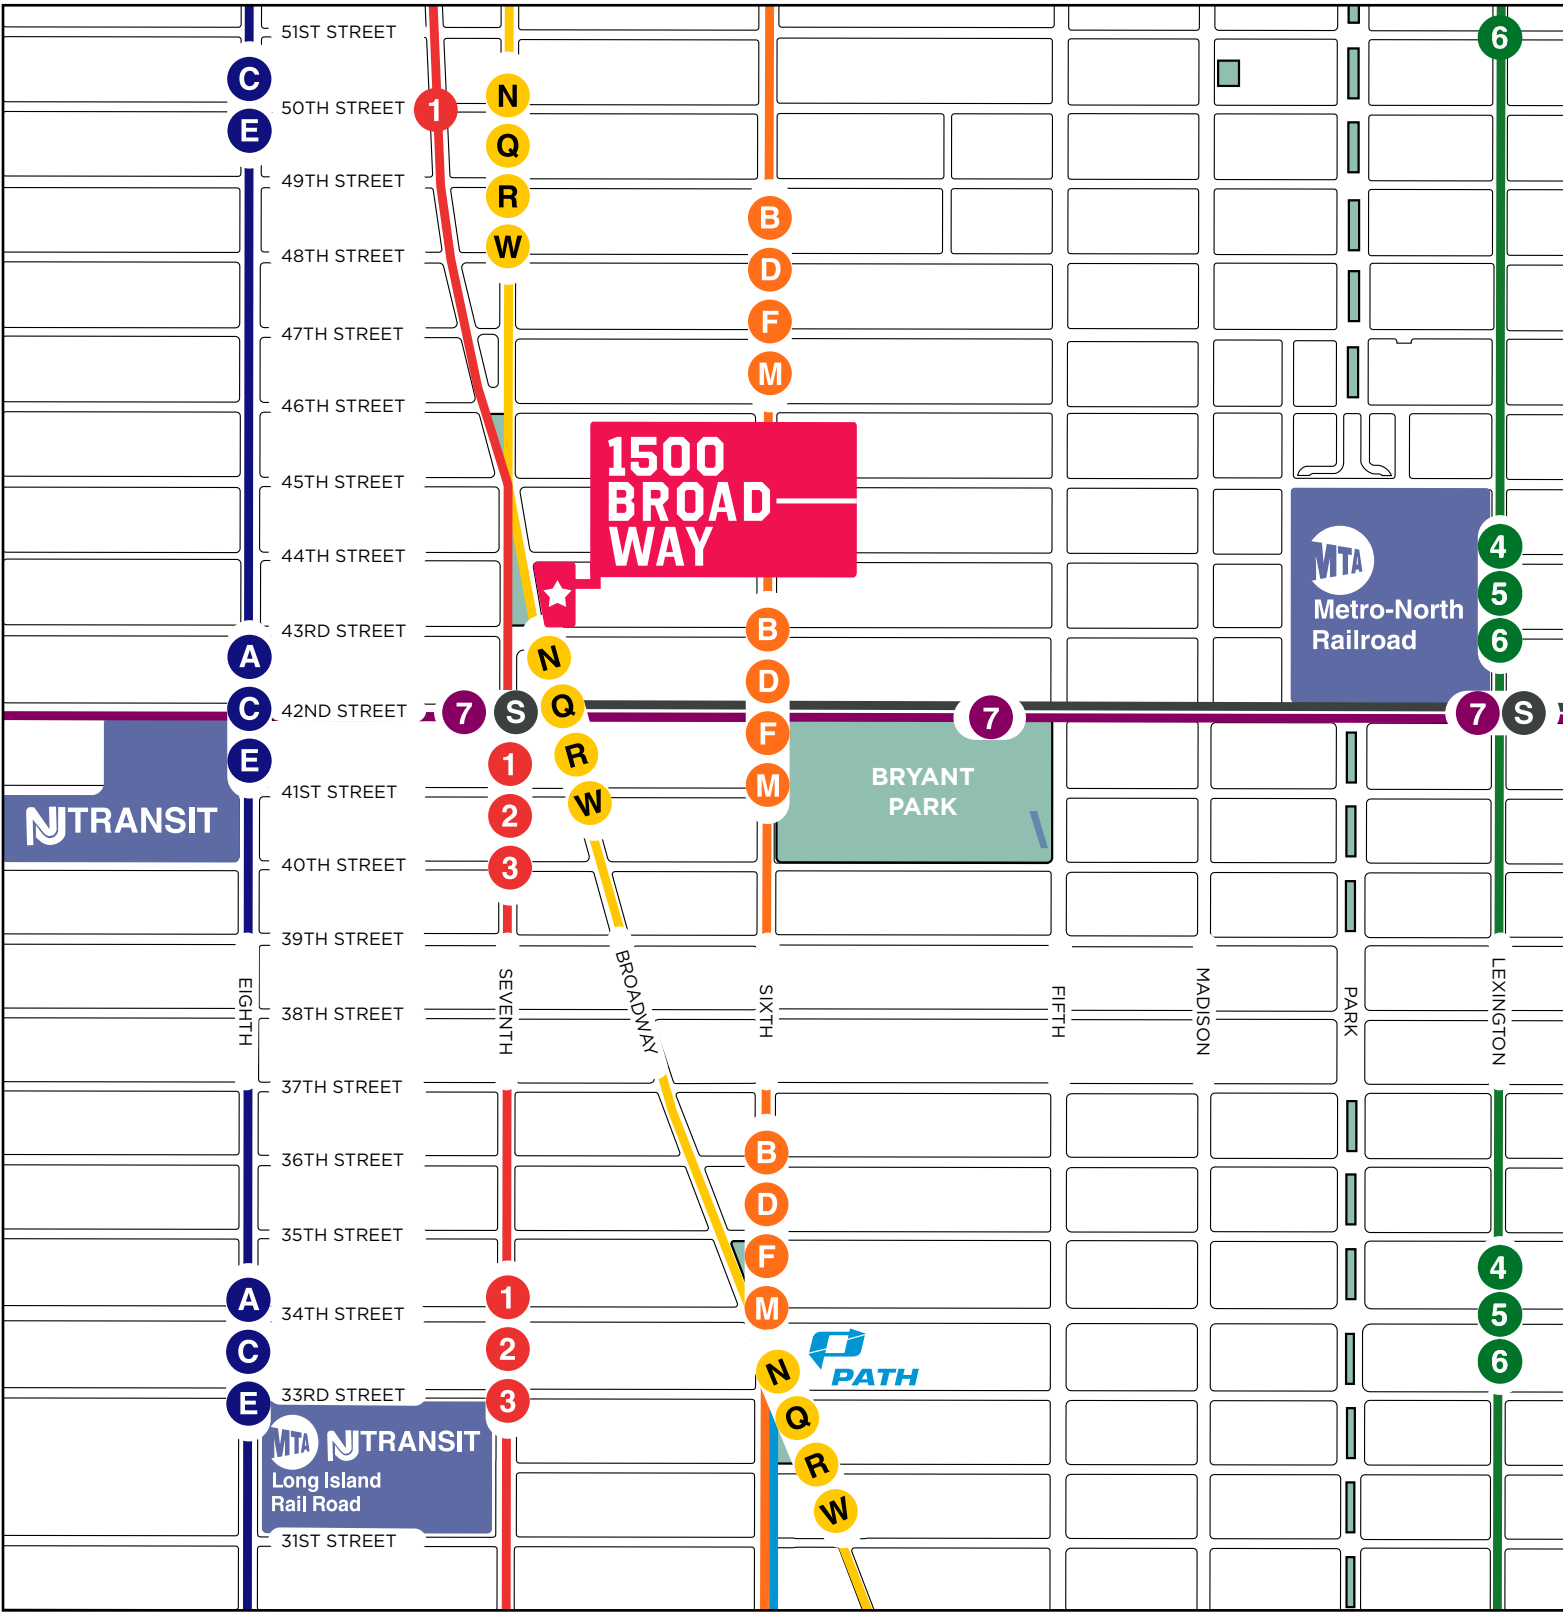 51ST STREET
6
C
E
50TH STREET
1
N
Q
R
W
49TH STREET
48TH STREET
B
D
F
M
47TH STREET
46TH STREET
45TH STREET
44TH STREET
43RD STREET
1500
BROAD
WAY
MTA
Metro-North
Railroad
4
5
6
A
C
E
42ND STREET
7
S
N
Q
R
W
B
D
F
M
7
7
S
1
2
3
NJ TRANSIT
41ST STREET
40TH STREET
BRYANT
PARK
39TH STREET
38TH STREET
37TH STREET
EIGHTH
SEVENTH
BROADWAY
SIXTH
FIFTH
MADISON
PARK
LEXINGTON
36TH STREET
35TH STREET
34TH STREET
33RD STREET
B
D
F
M
A
C
E
1
2
3
4
5
6
PATH
N
Q
R
W
MTA NJ TRANSIT
Long Island
Rail Road
31ST STREET